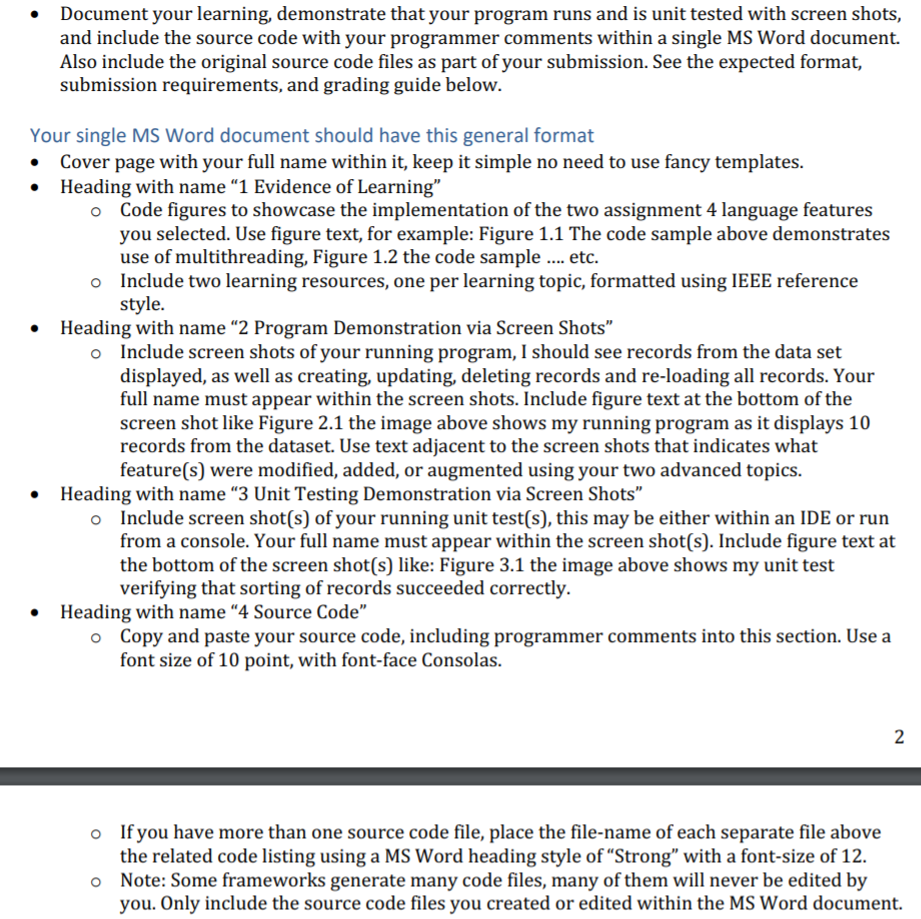 • Document your learning, demonstrate that your program runs and is unit tested with screen shots,
and include the source code with your programmer comments within a single MS Word document.
Also include the original source code files as part of your submission. See the expected format,
submission requirements, and grading guide below.
Your single MS Word document should have this general format
• Cover page with your full name within it, keep it simple no need to use fancy templates.
• Heading with name “1 Evidence of Learning”
o Code figures to showcase the implementation of the two assignment 4 language features
you selected. Use figure text, for example: Figure 1.1 The code sample above demonstrates
use of multithreading, Figure 1.2 the code sample .... etc.
o Include two learning resources, one per learning topic, formatted using IEEE reference
style.
• Heading with name “2 Program Demonstration via Screen Shots”
o Include screen shots of your running program, I should see records from the data set
displayed, as well as creating, updating, deleting records and re-loading all records. Your
full name must appear within the screen shots. Include figure text at the bottom of the
screen shot like Figure 2.1 the image above shows my running program as it displays 10
records from the dataset. Use text adjacent to the screen shots that indicates what
feature(s) were modified, added, or augmented using your two advanced topics.
• Heading with name “3 Unit Testing Demonstration via Screen Shots”
o Include screen shot(s) of your running unit test(s), this may be either within an IDE or run
from a console. Your full name must appear within the screen shot(s). Include figure text at
the bottom of the screen shot(s) like: Figure 3.1 the image above shows my unit test
verifying that sorting of records succeeded correctly.
• Heading with name “4 Source Code”
o Copy and paste your source code, including programmer comments into this section. Use a
font size of 10 point, with font-face Consolas.
2
o If you have more than one source code file, place the file-name of each separate file above
the related code listing using a MS Word heading style of “Strong” with a font-size of 12.
o Note: Some frameworks generate many code files, many of them will never be edited by
you. Only include the source code files you created or edited within the MS Word document.